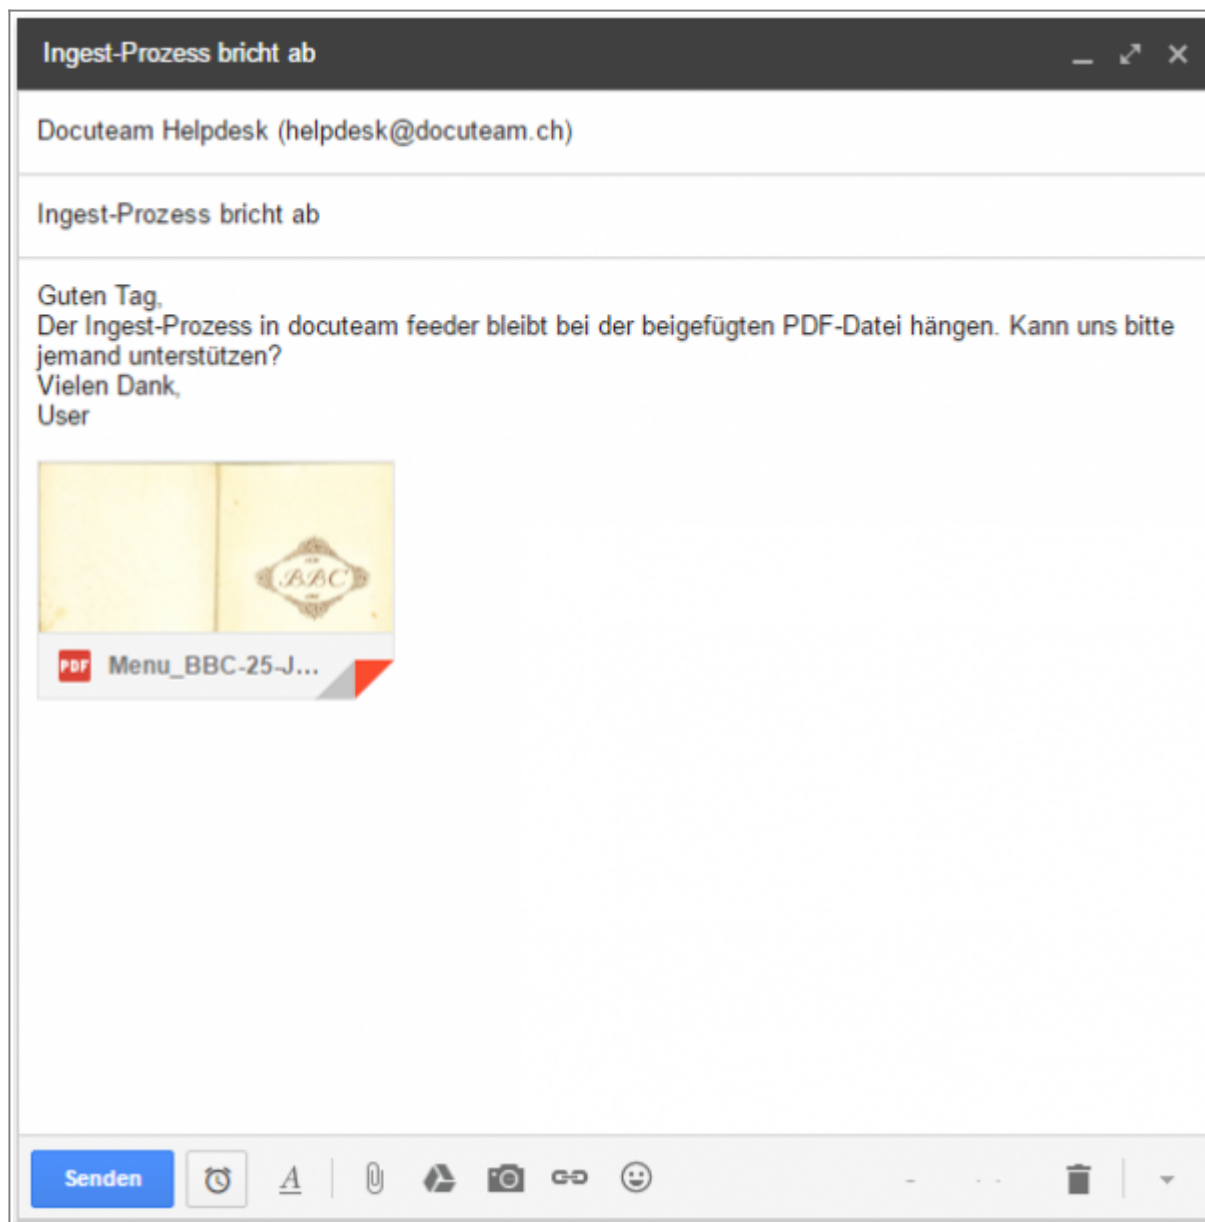 Ingest-Prozess bricht ab
Docuteam Helpdesk (helpdesk@docuteam.ch)
Ingest-Prozess bricht ab
Guten Tag,
Der Ingest-Prozess in docuteam feeder bleibt bei der beigefügten PDF-Datei hängen. Kann uns bitte
jemand unterstützen?
Vielen Dank,
User
BBC
PDF Menu_BBC-25-J...
Senden A